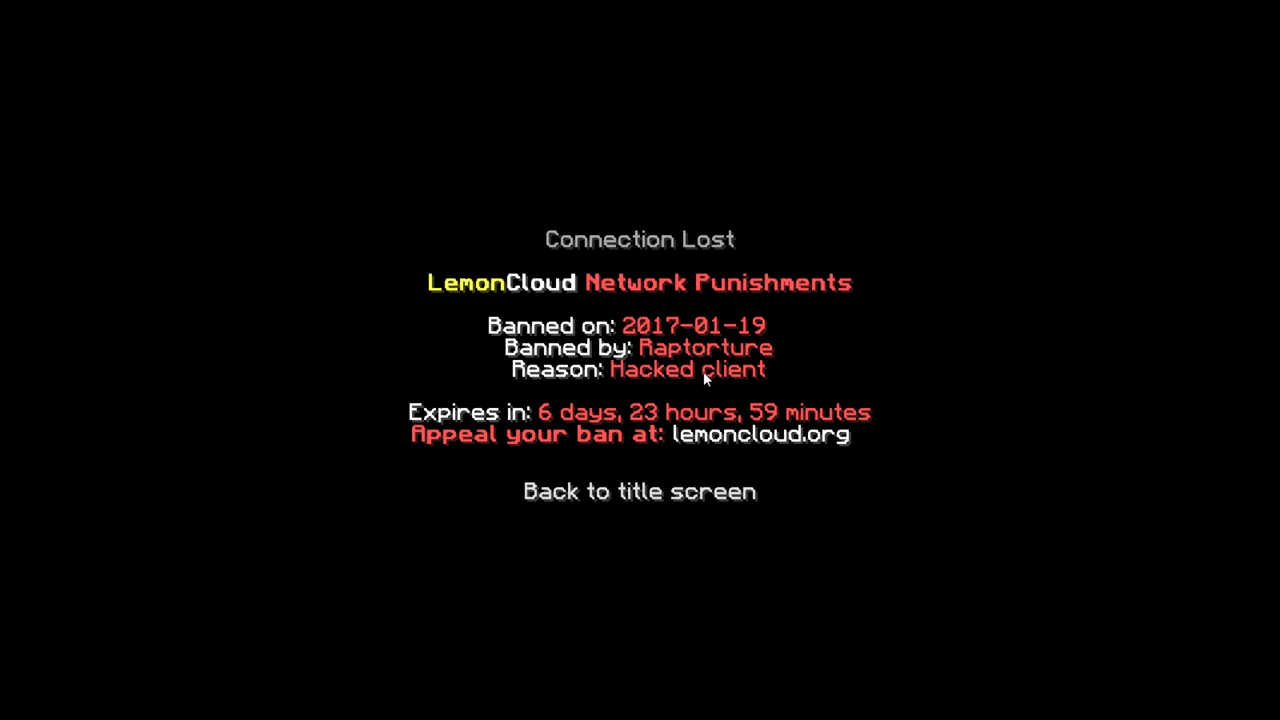 Connection Lost
LemonCloud Network Punishments
Banned on: 2017-01-19
Banned by: Raptorture
Reason: Hacked client
Expires in: 6 days, 23 hours, 59 minutes
Appeal your ban at: lemoncloud.org
Back to title screen